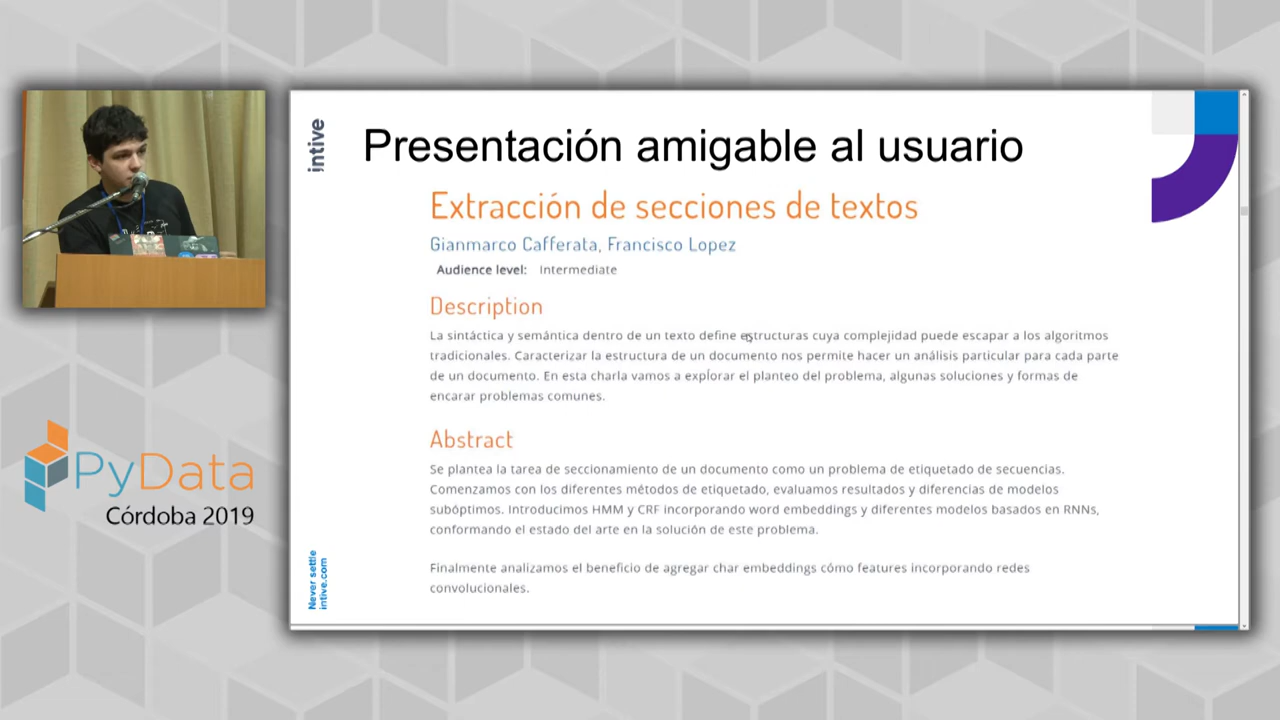 intive
Presentación amigable al usuario
Extracción de secciones de textos
Gianmarco Cafferata, Francisco Lopez
Audience level: Intermediate
Description
La sintáctica y semántica dentro de un texto define estructuras cuya complejidad puede escapar a los algoritmos
tradicionales. Caracterizar la estructura de un documento nos permite hacer un análisis particular para cada parte
de un documento. En esta charla vamos a explorar el planteo del problema, algunas soluciones y formas de
encarar problemas comunes.
Abstract
Se plantea la tarea de seccionamiento de un documento como un problema de etiquetado de secuencias.
Comenzamos con los diferentes métodos de etiquetado, evaluamos resultados y diferencias de modelos
subóptimos. Introducimos HMM y CRF incorporando word embeddings y diferentes modelos basados en RNNs,
conformando el estado del arte en la solución de este problema.
Finalmente analizamos el beneficio de agregar char embeddings cómo features incorporando redes
convolucionales.
Never settle
intive.com
PyData
Córdoba 2019